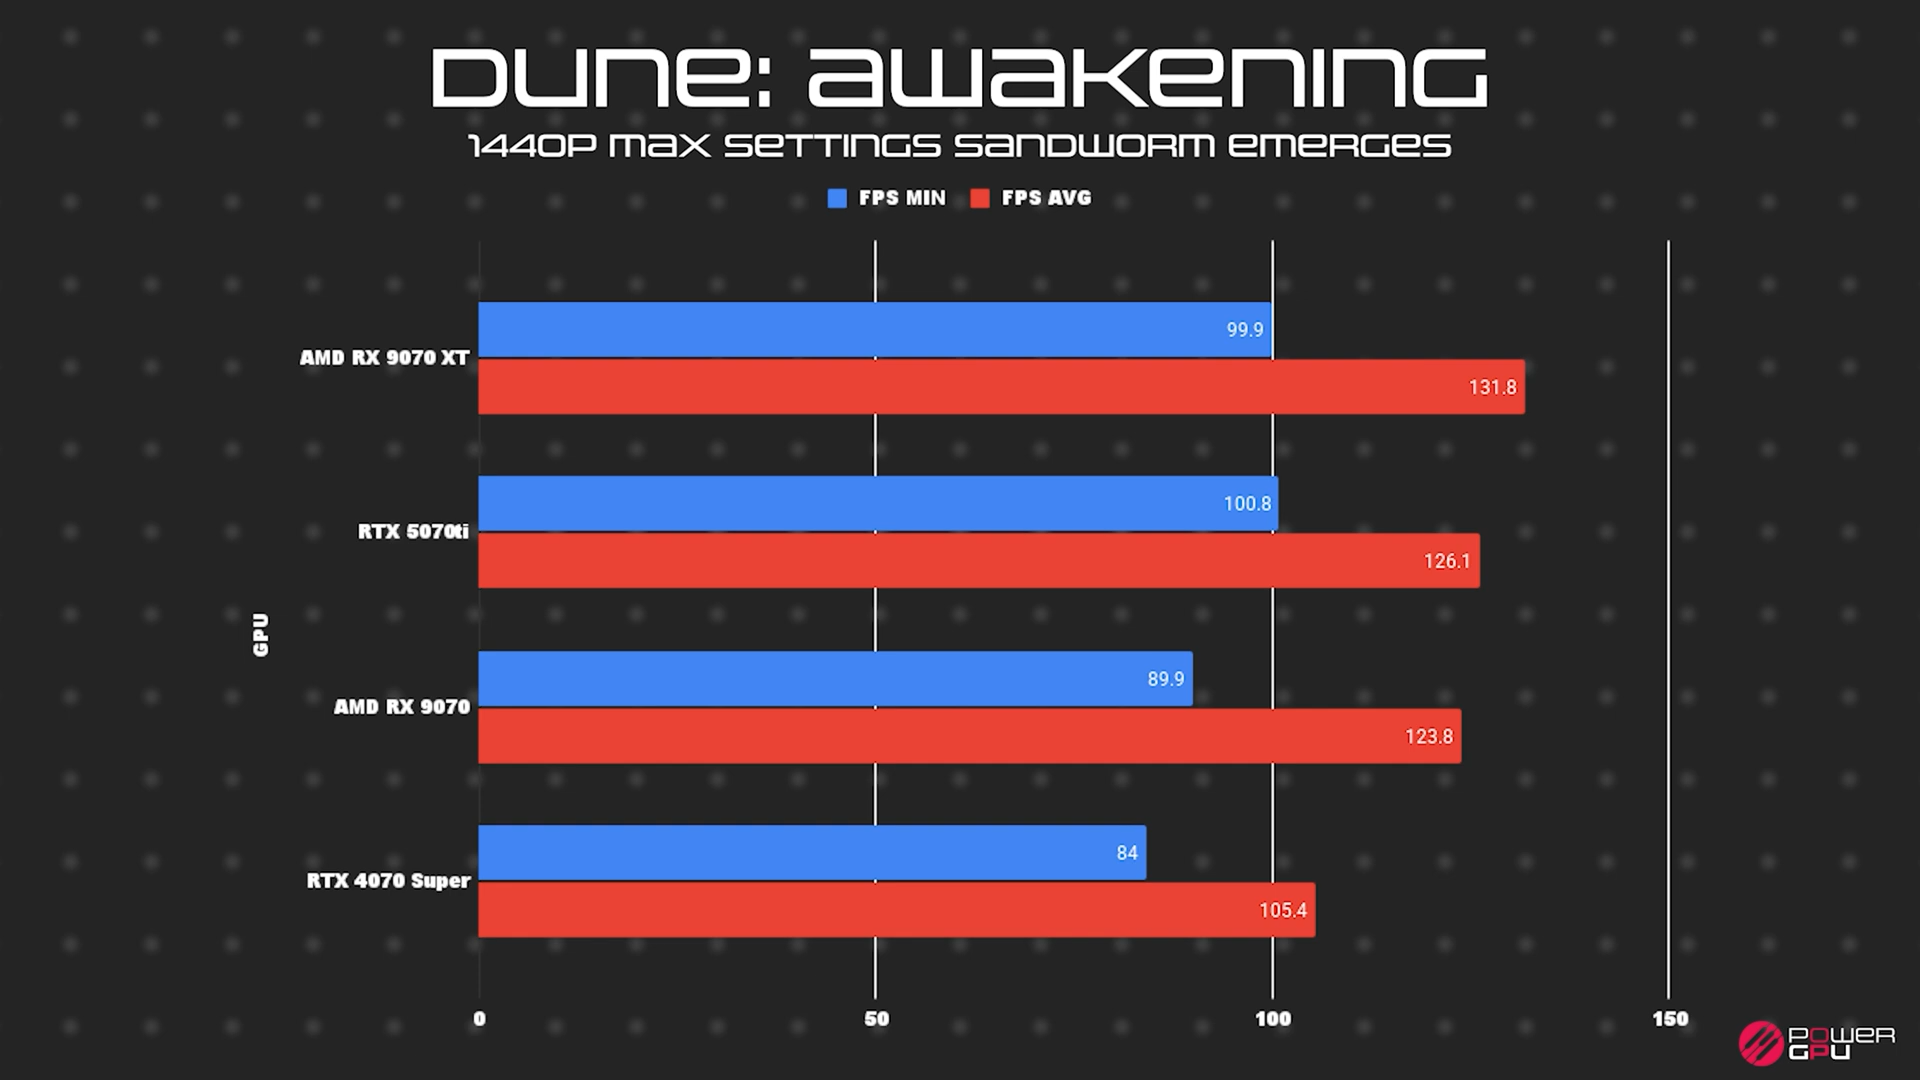 Dune: Awakening
1440P Max Settings Sandworm Emerges
FPS MIN FPS AVG
AMD RX 9070 XT
99.9
131.8
RTX 5070ti
100.8
126.1
GPU
AMD RX 9070
89.9
123.8
RTX 4070 Super
84
105.4
0 50 100 150
POWER
GPU